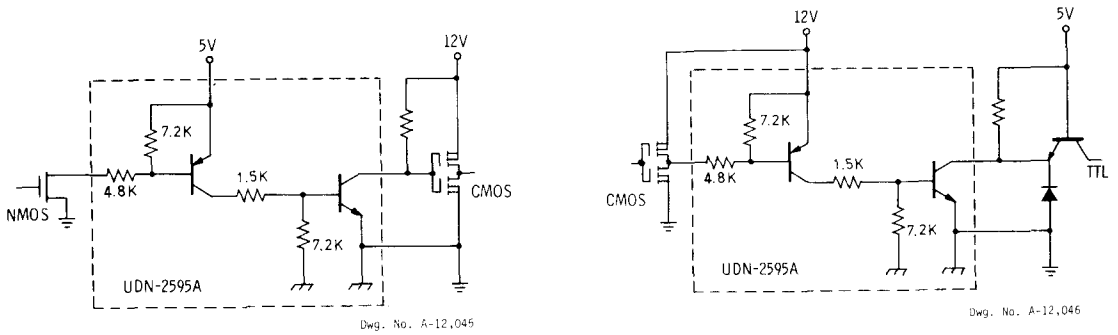 5V
12V
7.2K
4.8K
1.5K
7.2K
NMOS
CMOS
UDN-2595A
Dwg. No. A-12,045
12V
5V
7.2K
4.8K
1.5K
7.2K
CMOS
TTL
UDN-2595A
Dwg. No. A-12,046